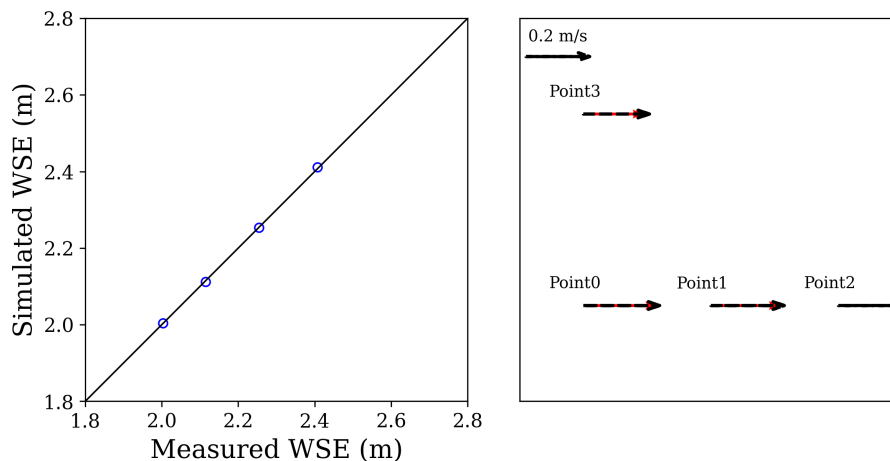 2.8
2.6
2.4
2.2
2.0
1.8
Simulated WSE (m)
1.8 2.0 2.2 2.4 2.6 2.8
Measured WSE (m)
0.2 m/s
Point3
Point0 Point1 Point2